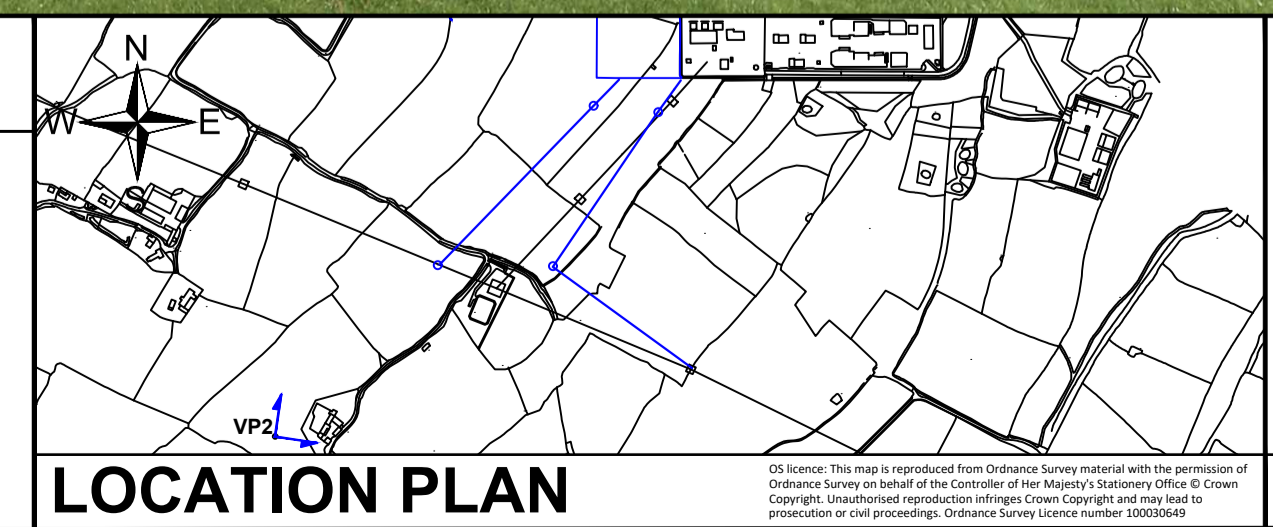 N
W E
VP2
LOCATION PLAN
OS licence: This map is reproduced from Ordnance Survey material with the permission of
Ordnance Survey on behalf of the Controller of Her Majesty's Stationery Office © Crown
Copyright. Unauthorised reproduction infringes Crown Copyright and may lead to
prosecution or civil proceedings. Ordnance Survey Licence number 100030649